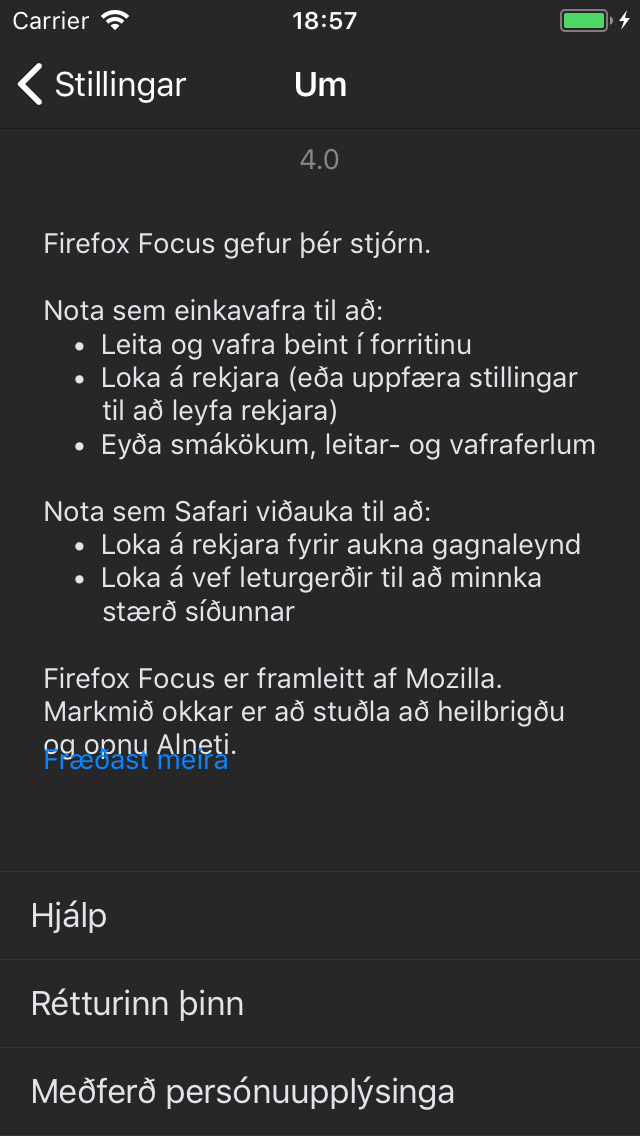 Carrier 18:57
Stillingar Um
4.0
Firefox Focus gefur þér stjórn.
Nota sem einkavafra til að:
• Leita og vafra beint í forritinu
• Loka á rekjara (eða uppfæra stillingar
til að leyfa rekjara)
• Eyða smákökum, leitar- og vafraferlum
Nota sem Safari viðauka til að:
• Loka á rekjara fyrir aukna gagnaleynd
• Loka á vef leturgerðir til að minnka
stærð síðunnar
Firefox Focus er framleitt af Mozilla.
Markmið okkar er að stuðla að heilbrigðu
og opnu Alneti.
Fræðast meira
Hjálp
Rétturinn þinn
Meðferð persónuupplýsinga